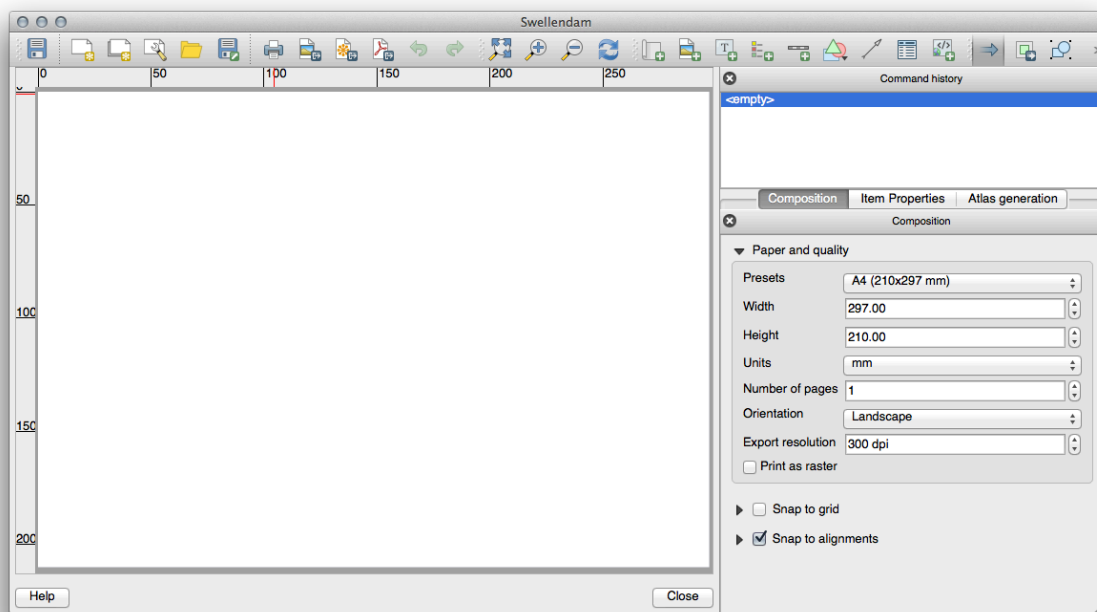 Swellendam
T
</>
0 50 100 150 200 250
0
50
100
150
200
Command history
<empty>
Composition Item Properties Atlas generation
Composition
Paper and quality
Presets A4 (210x297 mm)
Width 297.00
Height 210.00
Units mm
Number of pages 1
Orientation Landscape
Export resolution 300 dpi
Print as raster
Snap to grid
Snap to alignments
Help Close